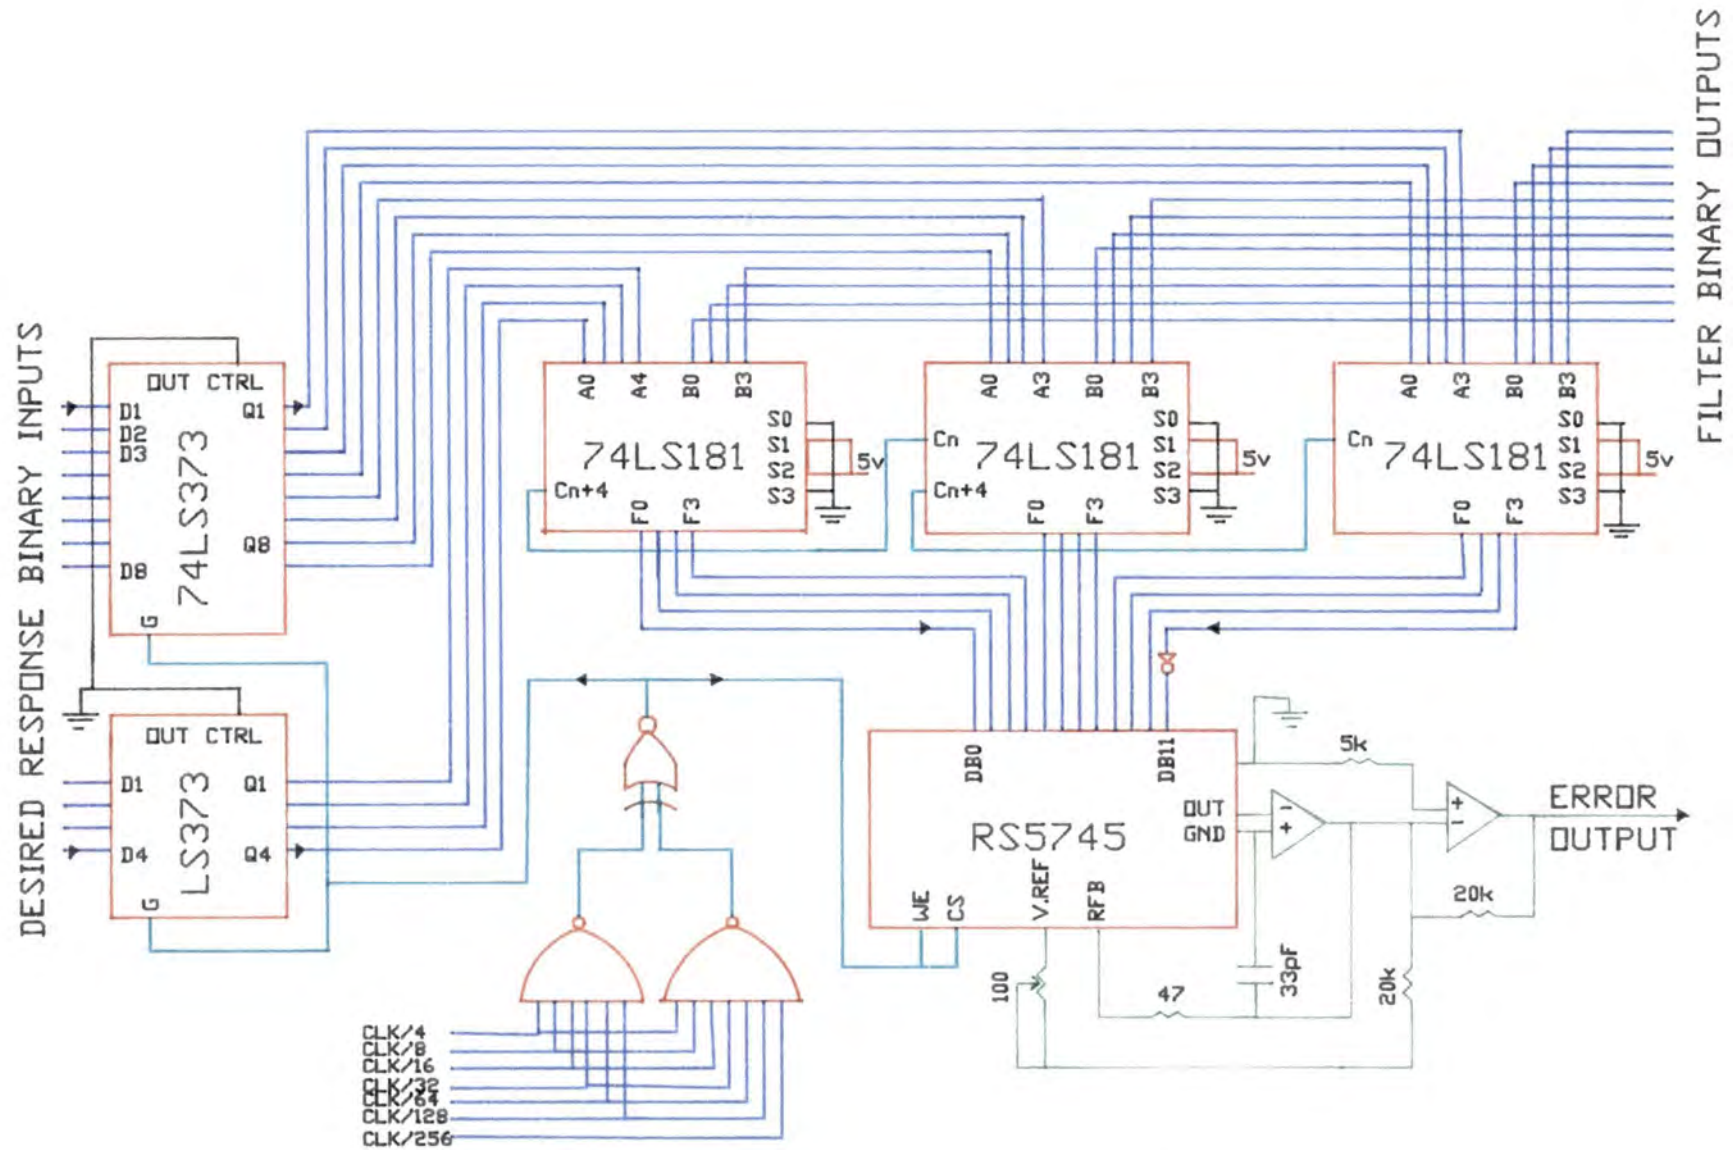 FILTER BINARY OUTPUTS
DESIRED RESPONSE BINARY INPUTS
OUT CTRL
D1
D2
D3
D8
Q1
Q8
74LS373
G
OUT CTRL
D1
D4
Q1
Q4
LS373
G
A0
A4
B0
B3
S0
S1
S2
S3
5v
74LS181
Cn+4
F0
F3
A0
A3
B0
B3
Cn
S0
S1
S2
S3
5v
74LS181
Cn+4
F0
F3
A0
A3
B0
B3
Cn
S0
S1
S2
S3
5v
74LS181
F0
F3
DB0
DB11
OUT
GND
RS5745
WE
CS
V.REF
RFB
5k
ERROR
OUTPUT
20k
20k
33pF
47
100
CLK/4
CLK/8
CLK/16
CLK/32
CLK/64
CLK/128
CLK/256